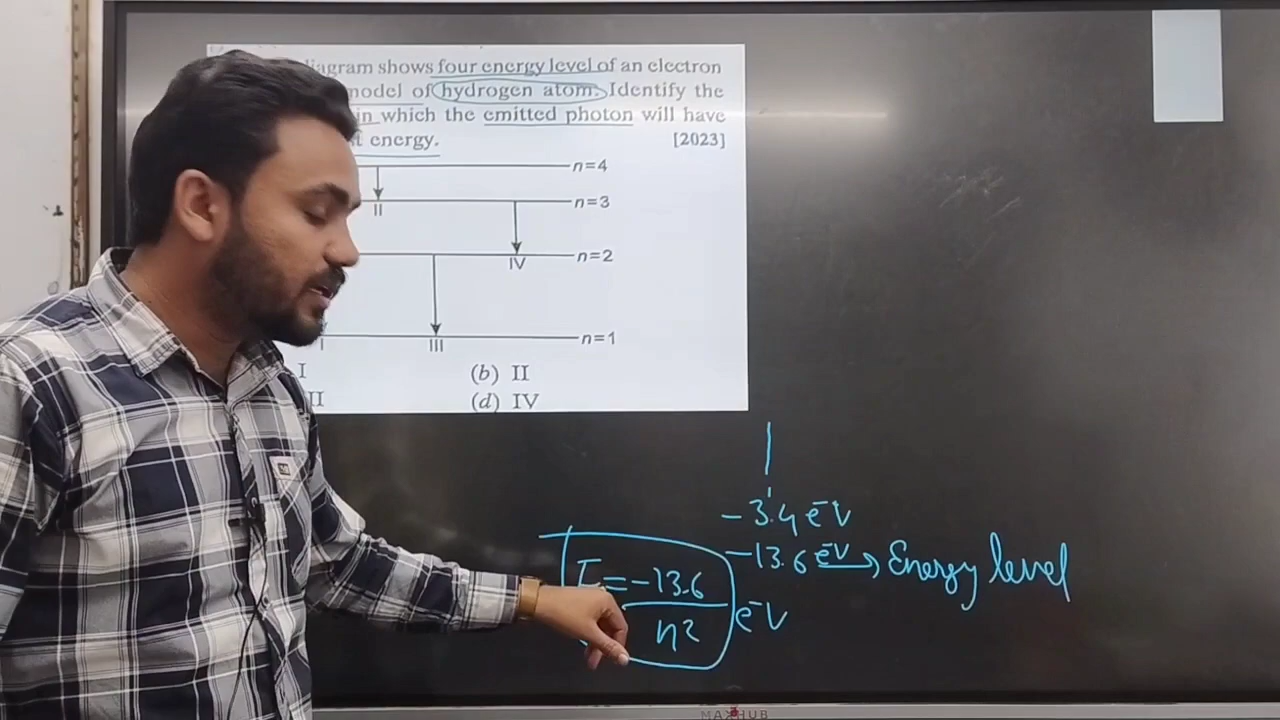 diagram shows four energy level of an electron
model of hydrogen atom. Identify the
in which the emitted photon will have
energy. [2023]
n=4
II
n=3
IV
n=2
I III n=1
I (b) II
II (d) IV
-3.4 eV
-13.6 eV → Energy level
= -13.6 / n² eV
MAXHUB